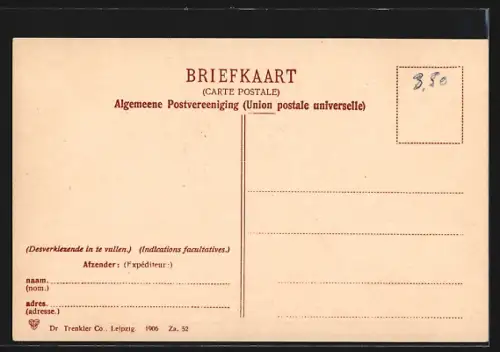 BRIEFKAART
(CARTE POSTALE)
Algemeene Postvereeniging (Union postale universelle)
8,50
(Desverkiezende in te vullen.) (Indications facultatives.)
Afzender: (Expéditeur:)
naam.
(nom.)
adres.
(adresse.)
Dr Trenkler Co., Leipzig. 1906 Za. 52